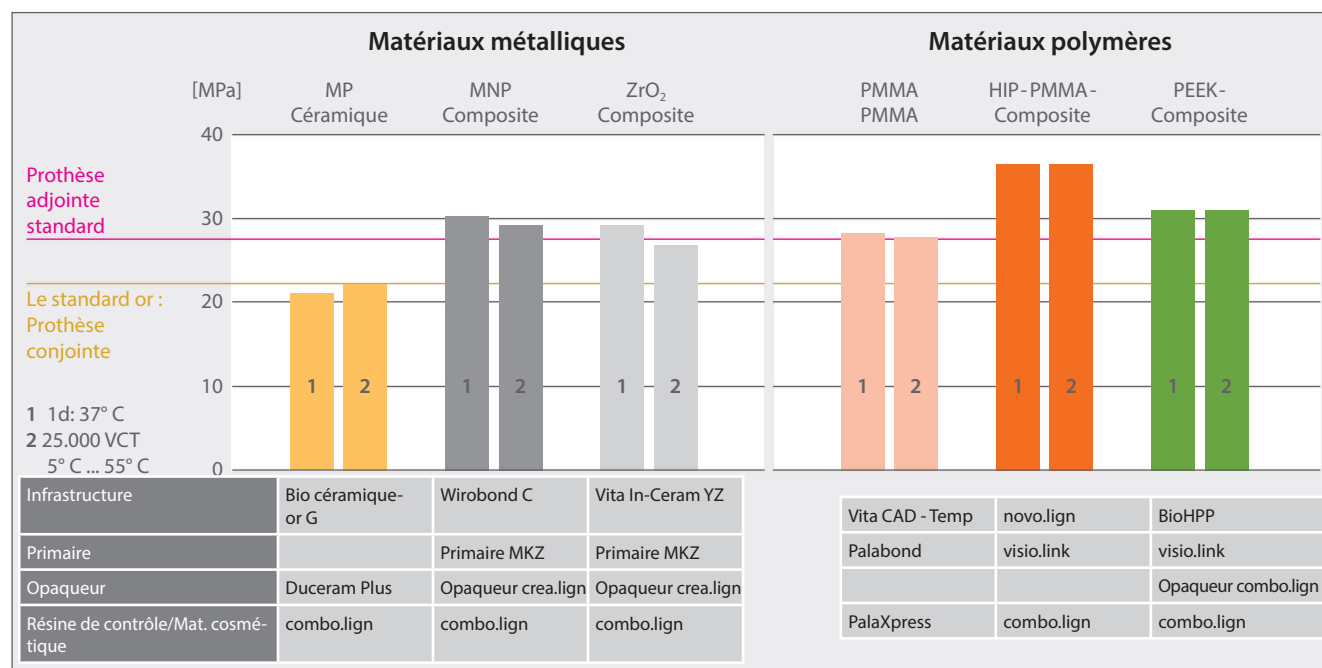 Matériaux métalliques
Matériaux polymères
[MPa]
MP
Céramique
MNP
Composite
ZrO₂
Composite
PMMA
PMMA
HIP-PMMA-
Composite
PEEK-
Composite
40
30
20
10
0
Prothèse
adjointe
standard
Le standard or :
Prothèse
conjointe
1 1d: 37° C
2 25.000 VCT
5° C ... 55° C
1 2 1 2 1 2 1 2 1 2 1 2
Infrastructure
Bio céramique-
or G
Wirobond C
Vita In-Ceram YZ
Primaire
Primaire MKZ
Primaire MKZ
Opaqueur
Duceram Plus
Opaqueur crea.lign
Opaqueur crea.lign
Résine de contrôle/Mat. cosmé-
tique
combo.lign
combo.lign
combo.lign
Vita CAD - Temp
novo.lign
BioHPP
Palabond
visio.link
visio.link
Opaqueur combo.lign
PalaXpress
combo.lign
combo.lign